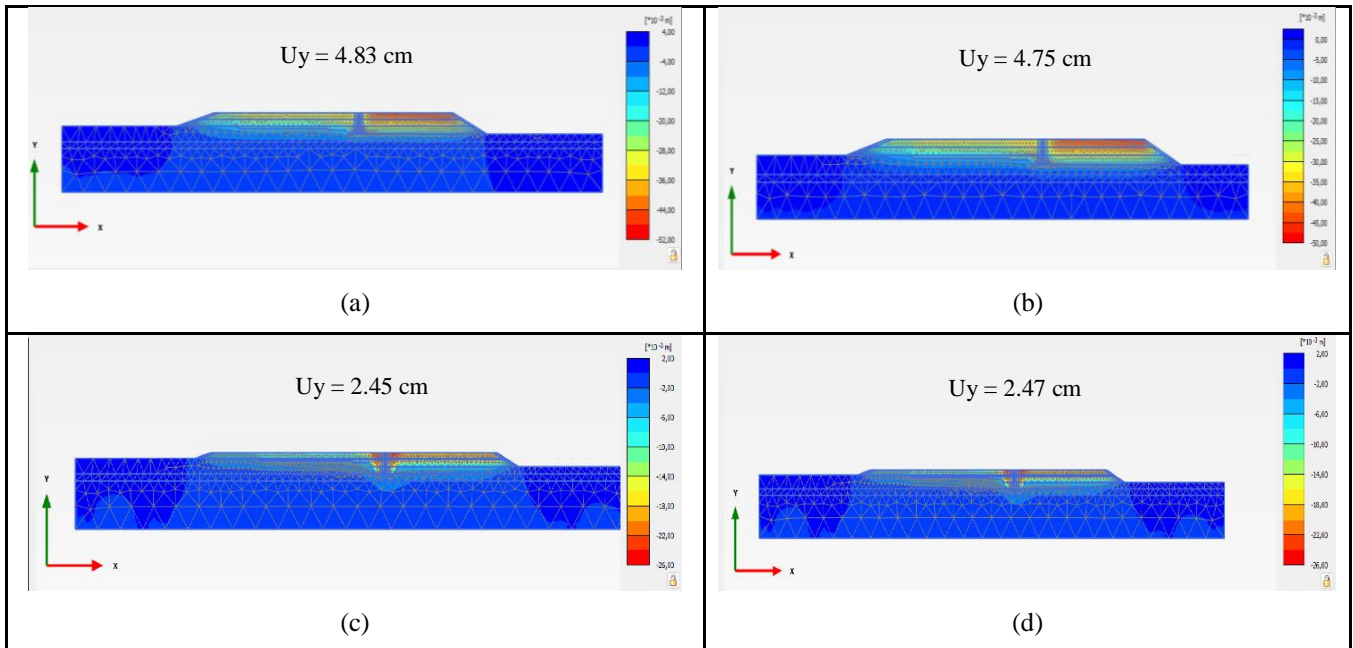 [*10⁻³ m]
4,00
-4,00
-12,00
-20,00
-28,00
-36,00
-44,00
-52,00
Uy = 4.83 cm
Y
X
(a)
[*10⁻³ m]
0,00
-5,00
-10,00
-15,00
-20,00
-25,00
-30,00
-35,00
-40,00
-45,00
-50,00
Uy = 4.75 cm
Y
X
(b)
[*10⁻³ m]
2,00
-2,00
-6,00
-10,00
-14,00
-18,00
-22,00
-26,00
Uy = 2.45 cm
Y
X
(c)
[*10⁻³ m]
2,00
-2,00
-6,00
-10,00
-14,00
-18,00
-22,00
-26,00
Uy = 2.47 cm
Y
X
(d)